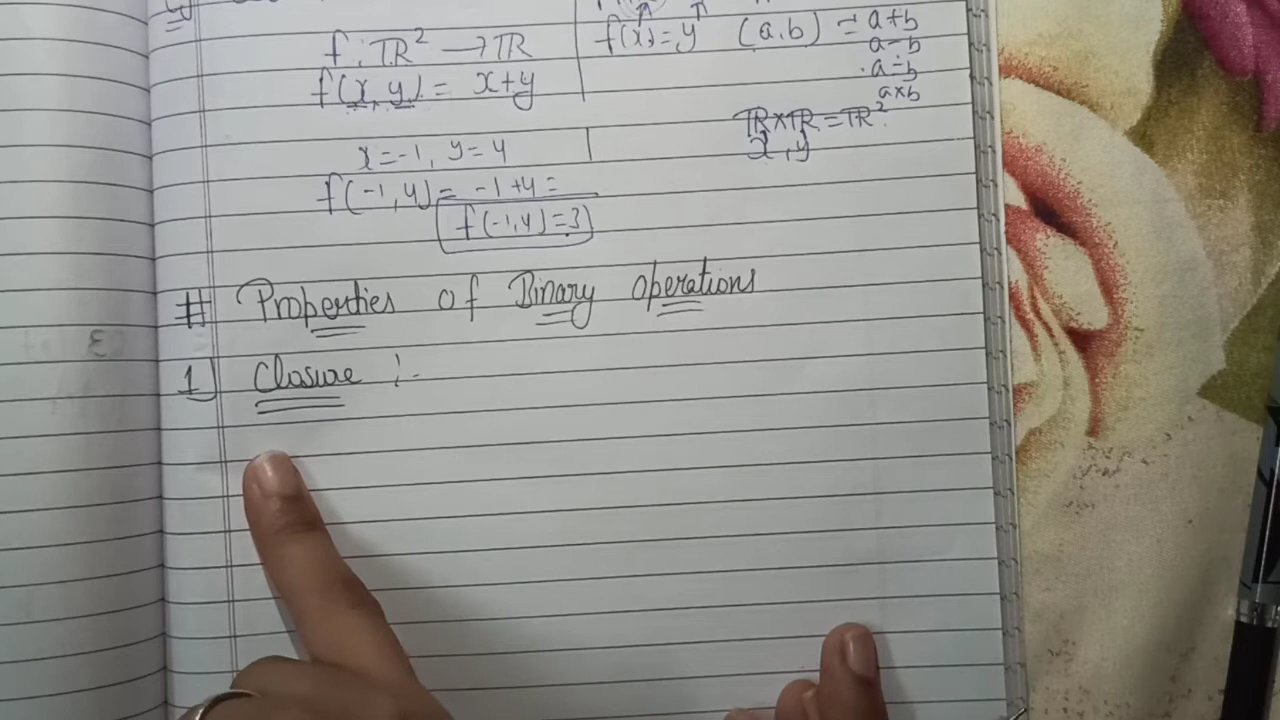 f : ℝ² → ℝ
f(x, y) = x+y
x=-1, y=4
f(-1,4) = -1+4 =
f(-1,4)=3
f(x)=y (a,b) = a+b
a-b
a÷b
a×b
ℝ×ℝ=ℝ²
x, y
# Properties of Binary operations
1) Closure :-